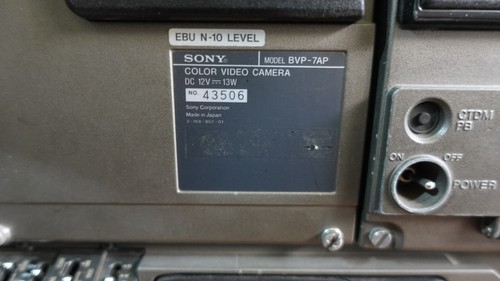 EBU N-10 LEVEL
SONY MODEL BVP-7AP
COLOR VIDEO CAMERA
DC 12V ⎓ 13W
NO. 43506
Sony Corporation
Made in Japan
CTDM
PB
ON OFF
POWER